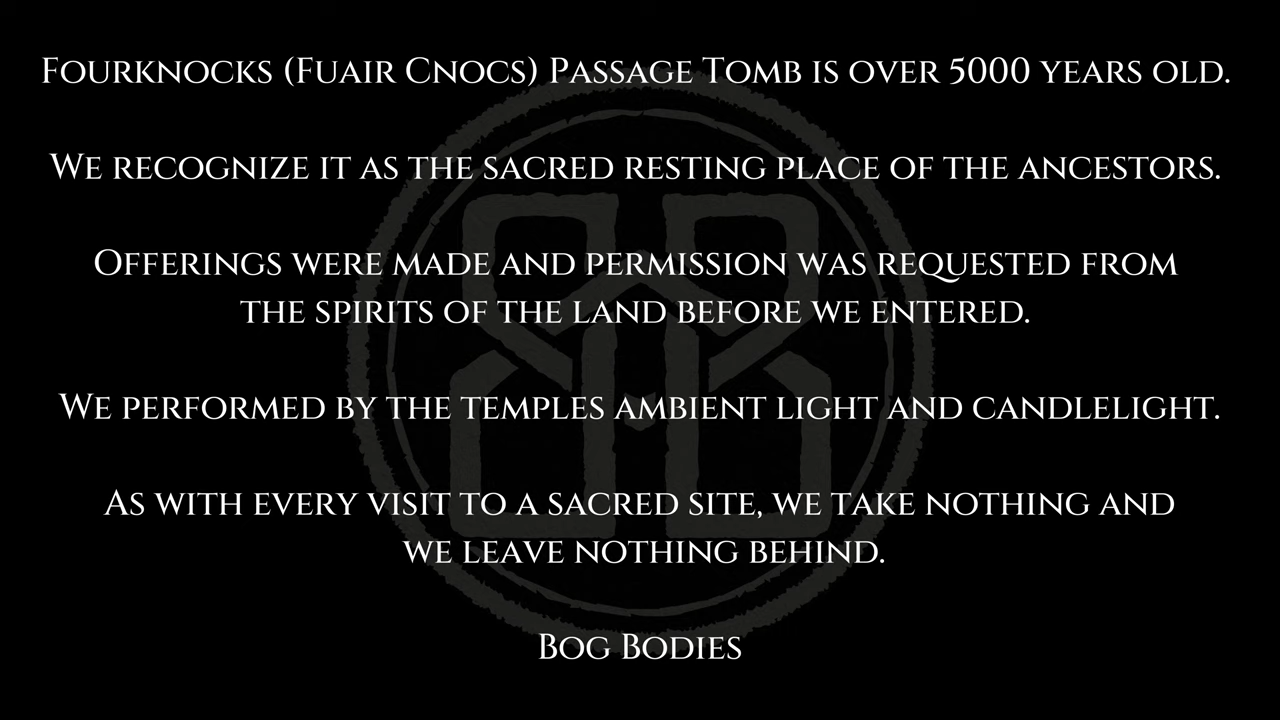 Fourknocks (Fuair Cnocs) Passage Tomb is over 5000 years old.
We recognize it as the sacred resting place of the ancestors.
Offerings were made and permission was requested from
the spirits of the land before we entered.
We performed by the temples ambient light and candlelight.
As with every visit to a sacred site, we take nothing and
we leave nothing behind.
Bog Bodies